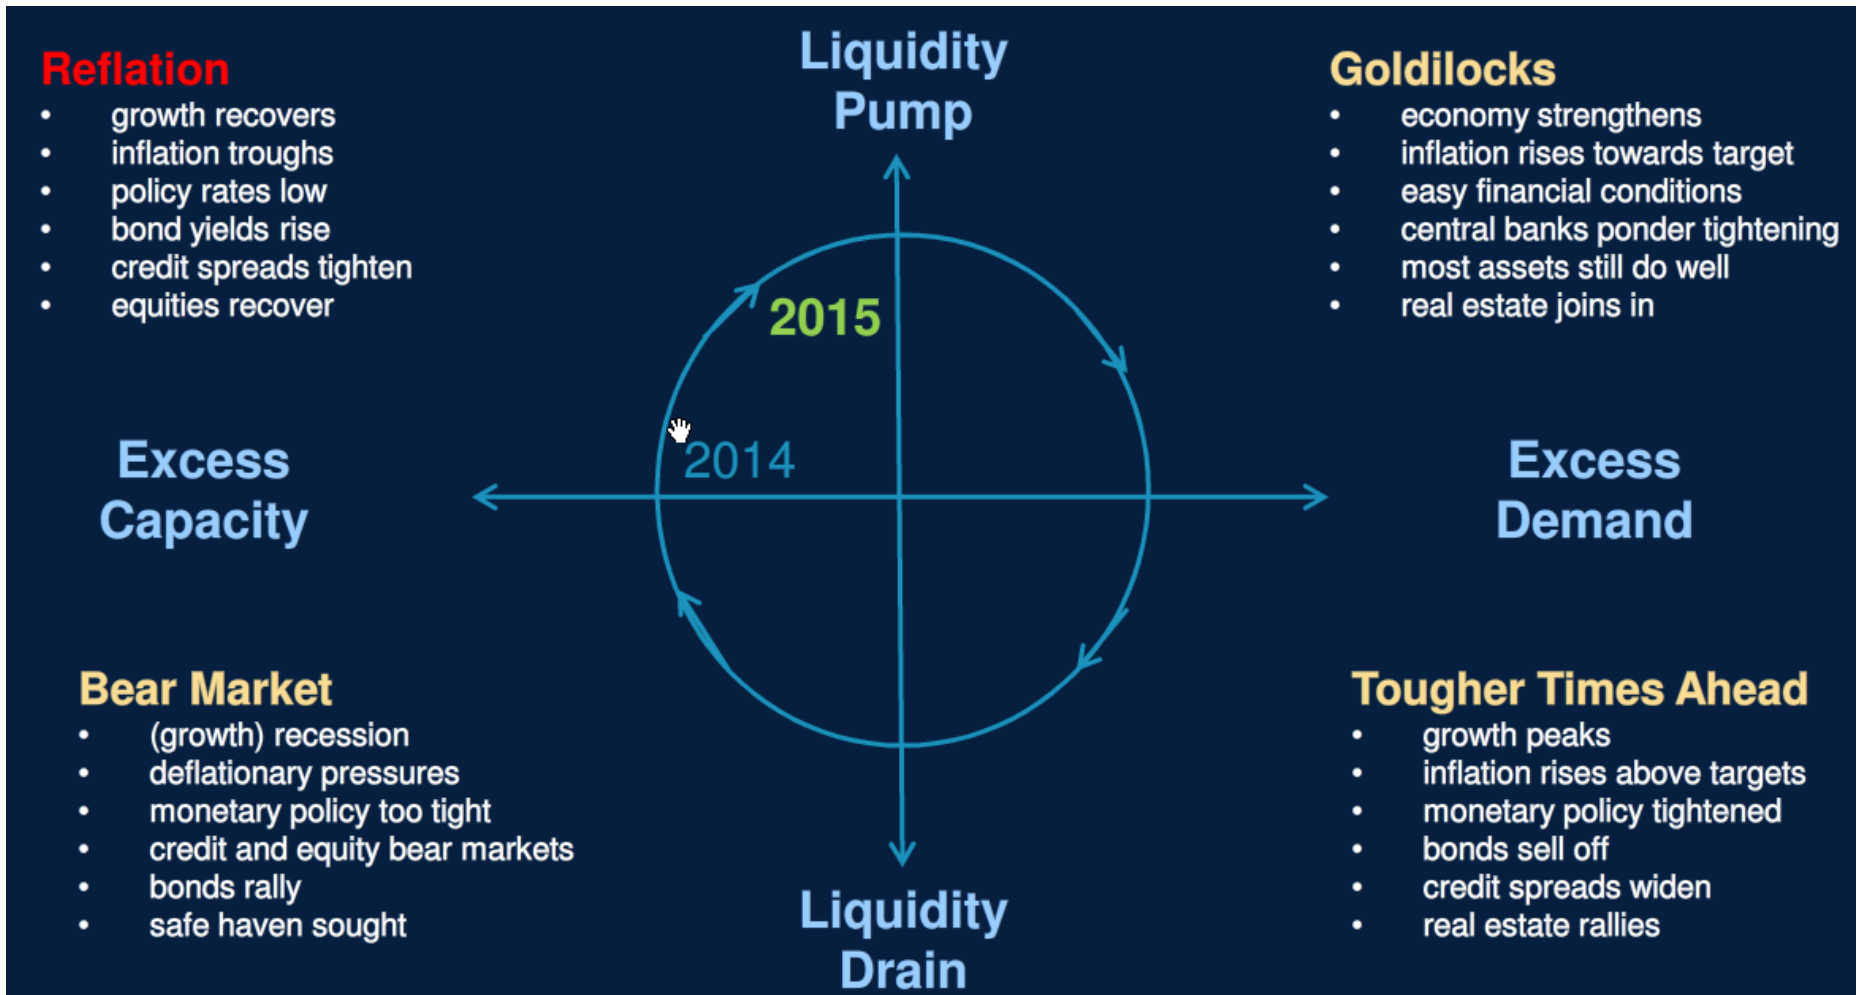 Reflation
• growth recovers
• inflation troughs
• policy rates low
• bond yields rise
• credit spreads tighten
• equities recover
Liquidity
Pump
Goldilocks
• economy strengthens
• inflation rises towards target
• easy financial conditions
• central banks ponder tightening
• most assets still do well
• real estate joins in
2015
2014
Excess
Capacity
Excess
Demand
Bear Market
• (growth) recession
• deflationary pressures
• monetary policy too tight
• credit and equity bear markets
• bonds rally
• safe haven sought
Liquidity
Drain
Tougher Times Ahead
• growth peaks
• inflation rises above targets
• monetary policy tightened
• bonds sell off
• credit spreads widen
• real estate rallies